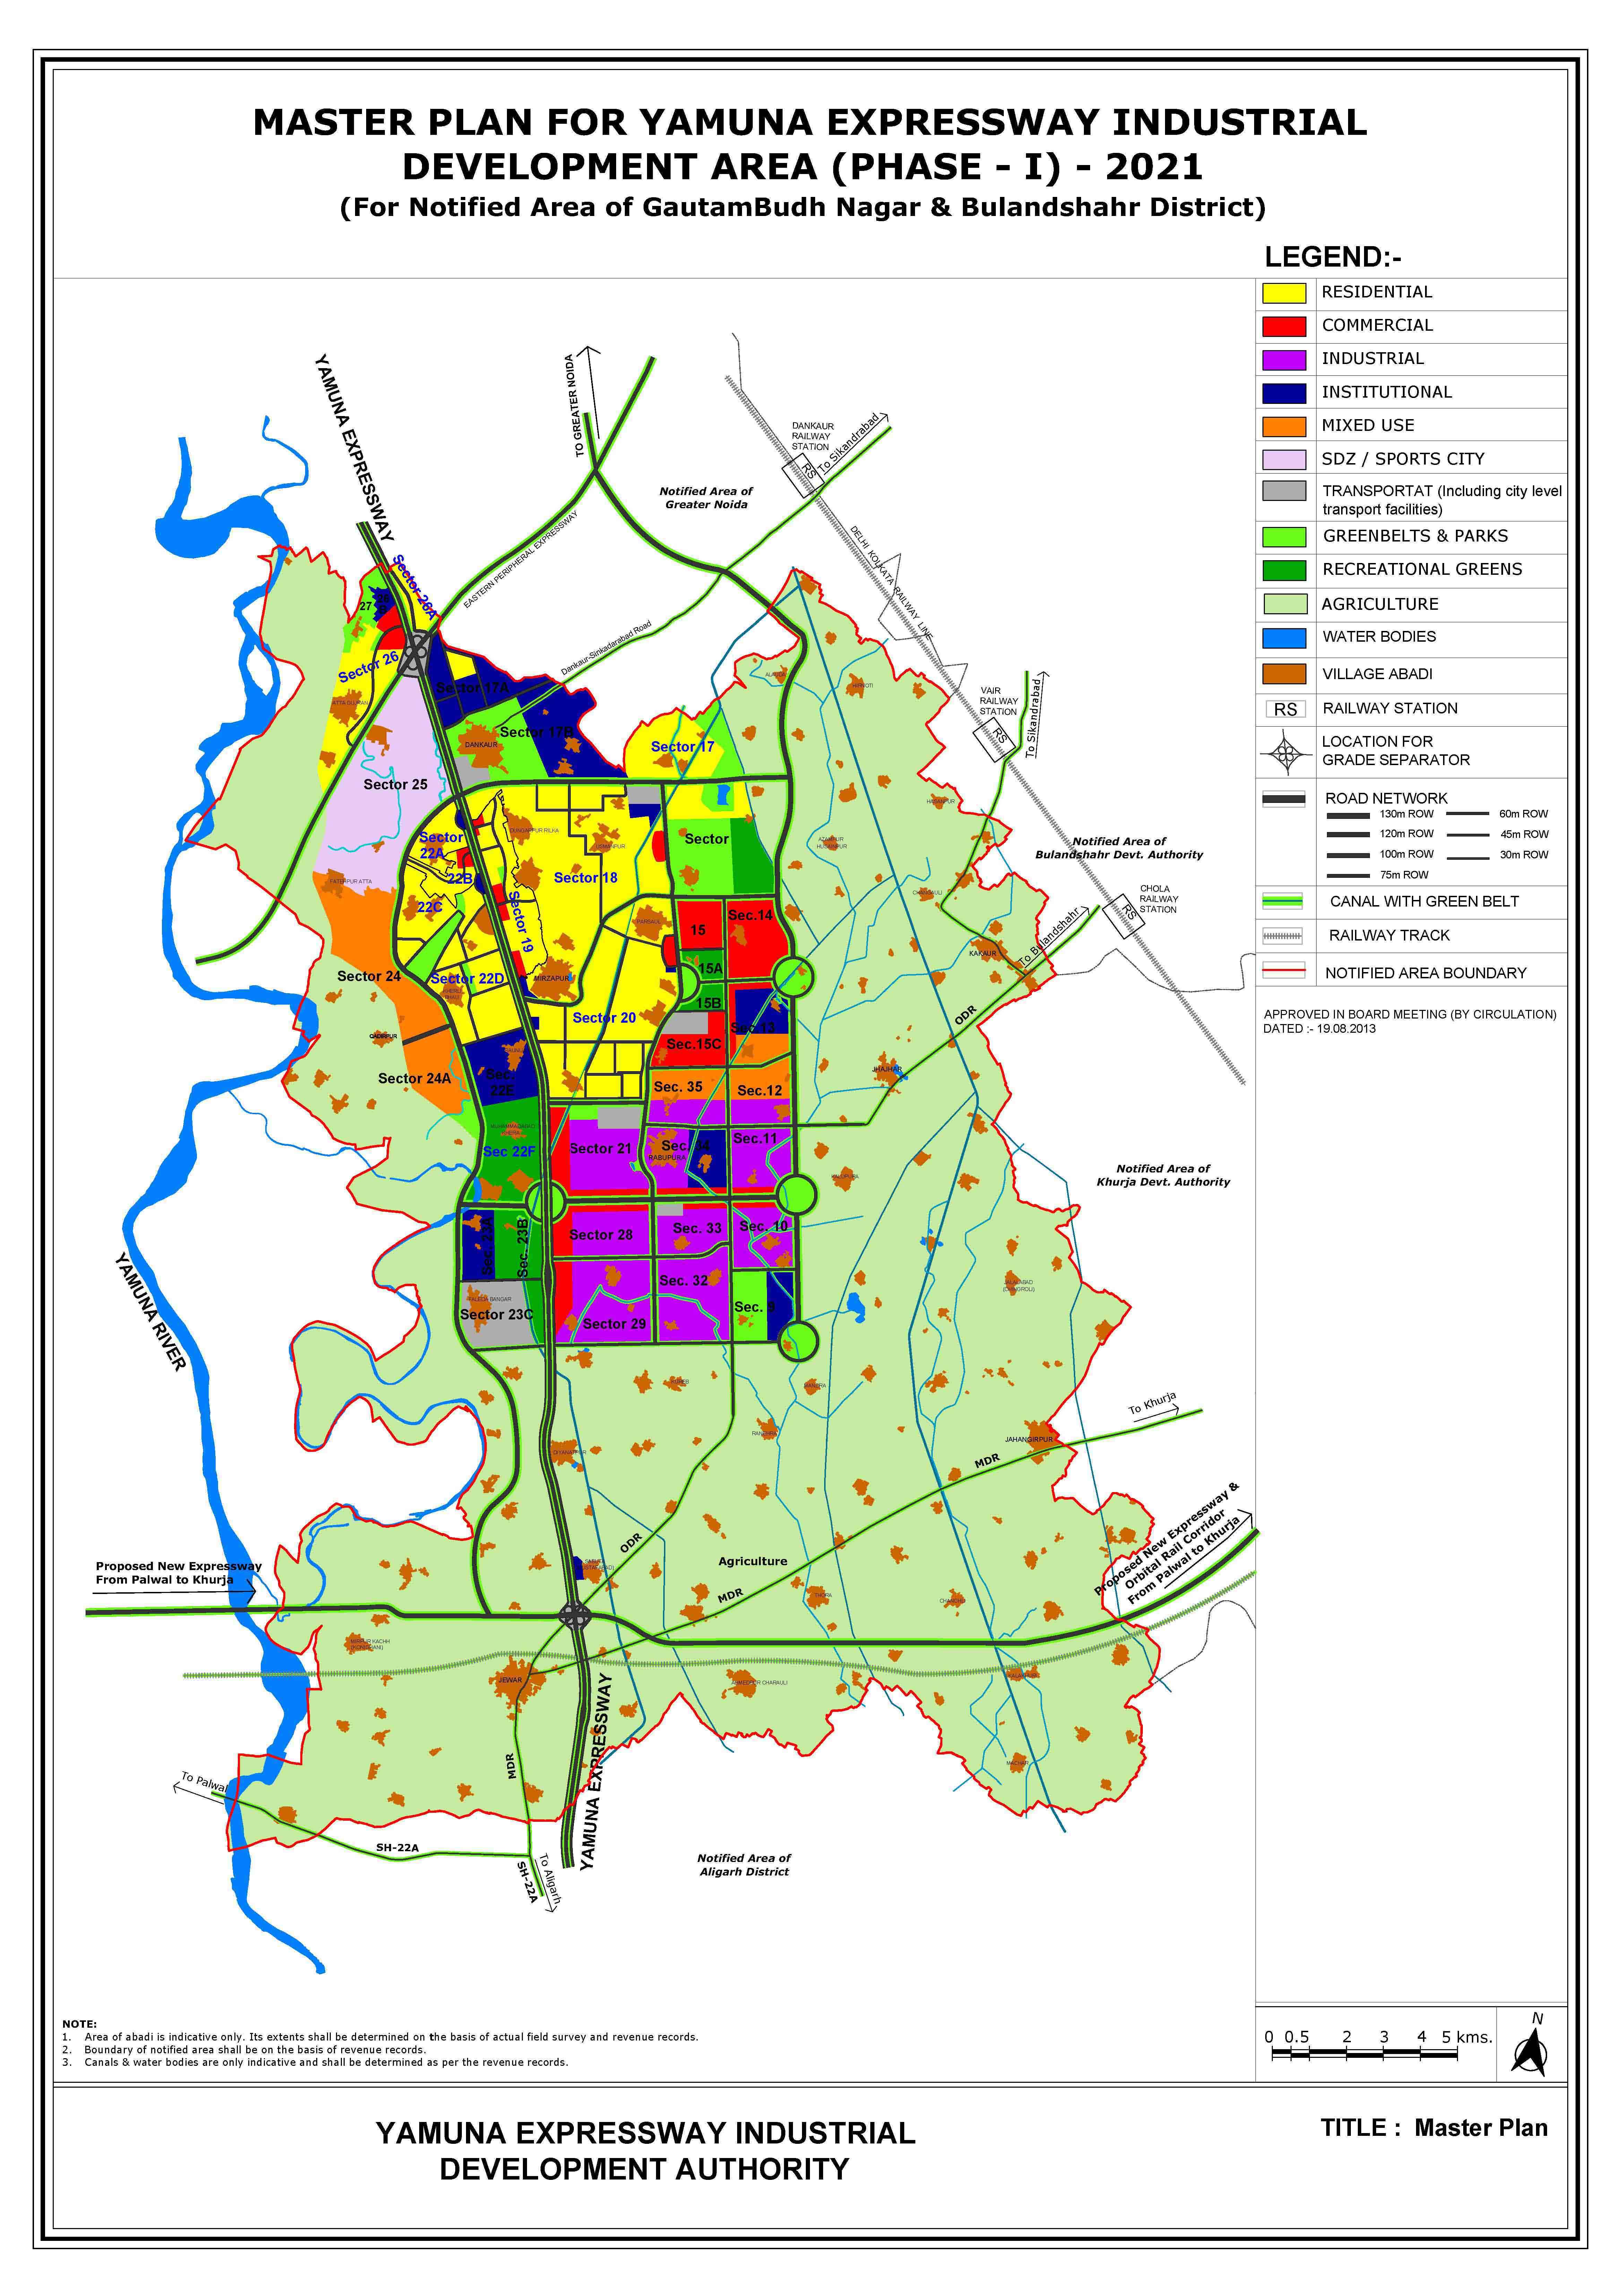 MASTER PLAN FOR YAMUNA EXPRESSWAY INDUSTRIAL
DEVELOPMENT AREA (PHASE - I) - 2021
(For Notified Area of GautamBudh Nagar & Bulandshahr District)
LEGEND:-
RESIDENTIAL
COMMERCIAL
INDUSTRIAL
INSTITUTIONAL
MIXED USE
SDZ / SPORTS CITY
TRANSPORTAT (Including city level
transport facilities)
GREENBELTS & PARKS
RECREATIONAL GREENS
AGRICULTURE
WATER BODIES
VILLAGE ABADI
RS
RAILWAY STATION
LOCATION FOR
GRADE SEPARATOR
ROAD NETWORK
130m ROW
60m ROW
120m ROW
45m ROW
100m ROW
30m ROW
75m ROW
CANAL WITH GREEN BELT
RAILWAY TRACK
NOTIFIED AREA BOUNDARY
APPROVED IN BOARD MEETING (BY CIRCULATION)
DATED :- 19.08.2013
YAMUNA EXPRESSWAY
TO GREATER NOIDA
DANKAUR
RAILWAY
STATION
RS
To Sikandrabad
Notified Area of
Greater Noida
EASTERN PERIPHERAL EXPRESSWAY
DELHI KOLKATA RAILWAY LINE
Dankaur-Sinkadarabad Road
Sector 26A
27
Sector 26
Sector 17A
ATTA GUJRAN
DANKAUR
Sector 17B
Sector 17
VAIR
RAILWAY
STATION
RS
To Sikandrabad
Sector 25
Notified Area of
Bulandshahr Devt. Authority
Sector
22A
Sector
FATEHPUR ATTA
22B
Sector 18
22C
Sector 19
CHOLA
RAILWAY
STATION
RS
To Bulandshahr
15
Sec.14
KAKAUR
Sector 24
Sector 22D
MIRZAPUR
15A
15B
Sector 20
ODR
Sec.13
Sec.15C
Sector 24A
Sec.
22E
Sec. 35
Sec.12
JHAJHAR
Sec 22F
Sector 21
RABUPURA
Sec.11
Notified Area of
Khurja Devt. Authority
Sec. 23A
Sec. 23B
Sector 28
Sec. 33
Sec. 10
YAMUNA RIVER
Sec. 32
Sector 23C
Sector 29
Sec. 9
To Khurja
JAHANGIRPUR
MDR
ODR
Agriculture
MDR
Proposed New Expressway
From Palwal to Khurja
Proposed New Expressway &
Orbital Rail Corridor
From Palwal to Khurja
JEWAR
AHMEDPUR CHARAULI
MDR
YAMUNA EXPRESSWAY
To Palwal
SH-22A
SH-22A
To Aligarh
Notified Area of
Aligarh District
NOTE:
1. Area of abadi is indicative only. Its extents shall be determined on the basis of actual field survey and revenue records.
2. Boundary of notified area shall be on the basis of revenue records.
3. Canals & water bodies are only indicative and shall be determined as per the revenue records.
0 0.5 2 3 4 5 kms.
N
YAMUNA EXPRESSWAY INDUSTRIAL
DEVELOPMENT AUTHORITY
TITLE : Master Plan